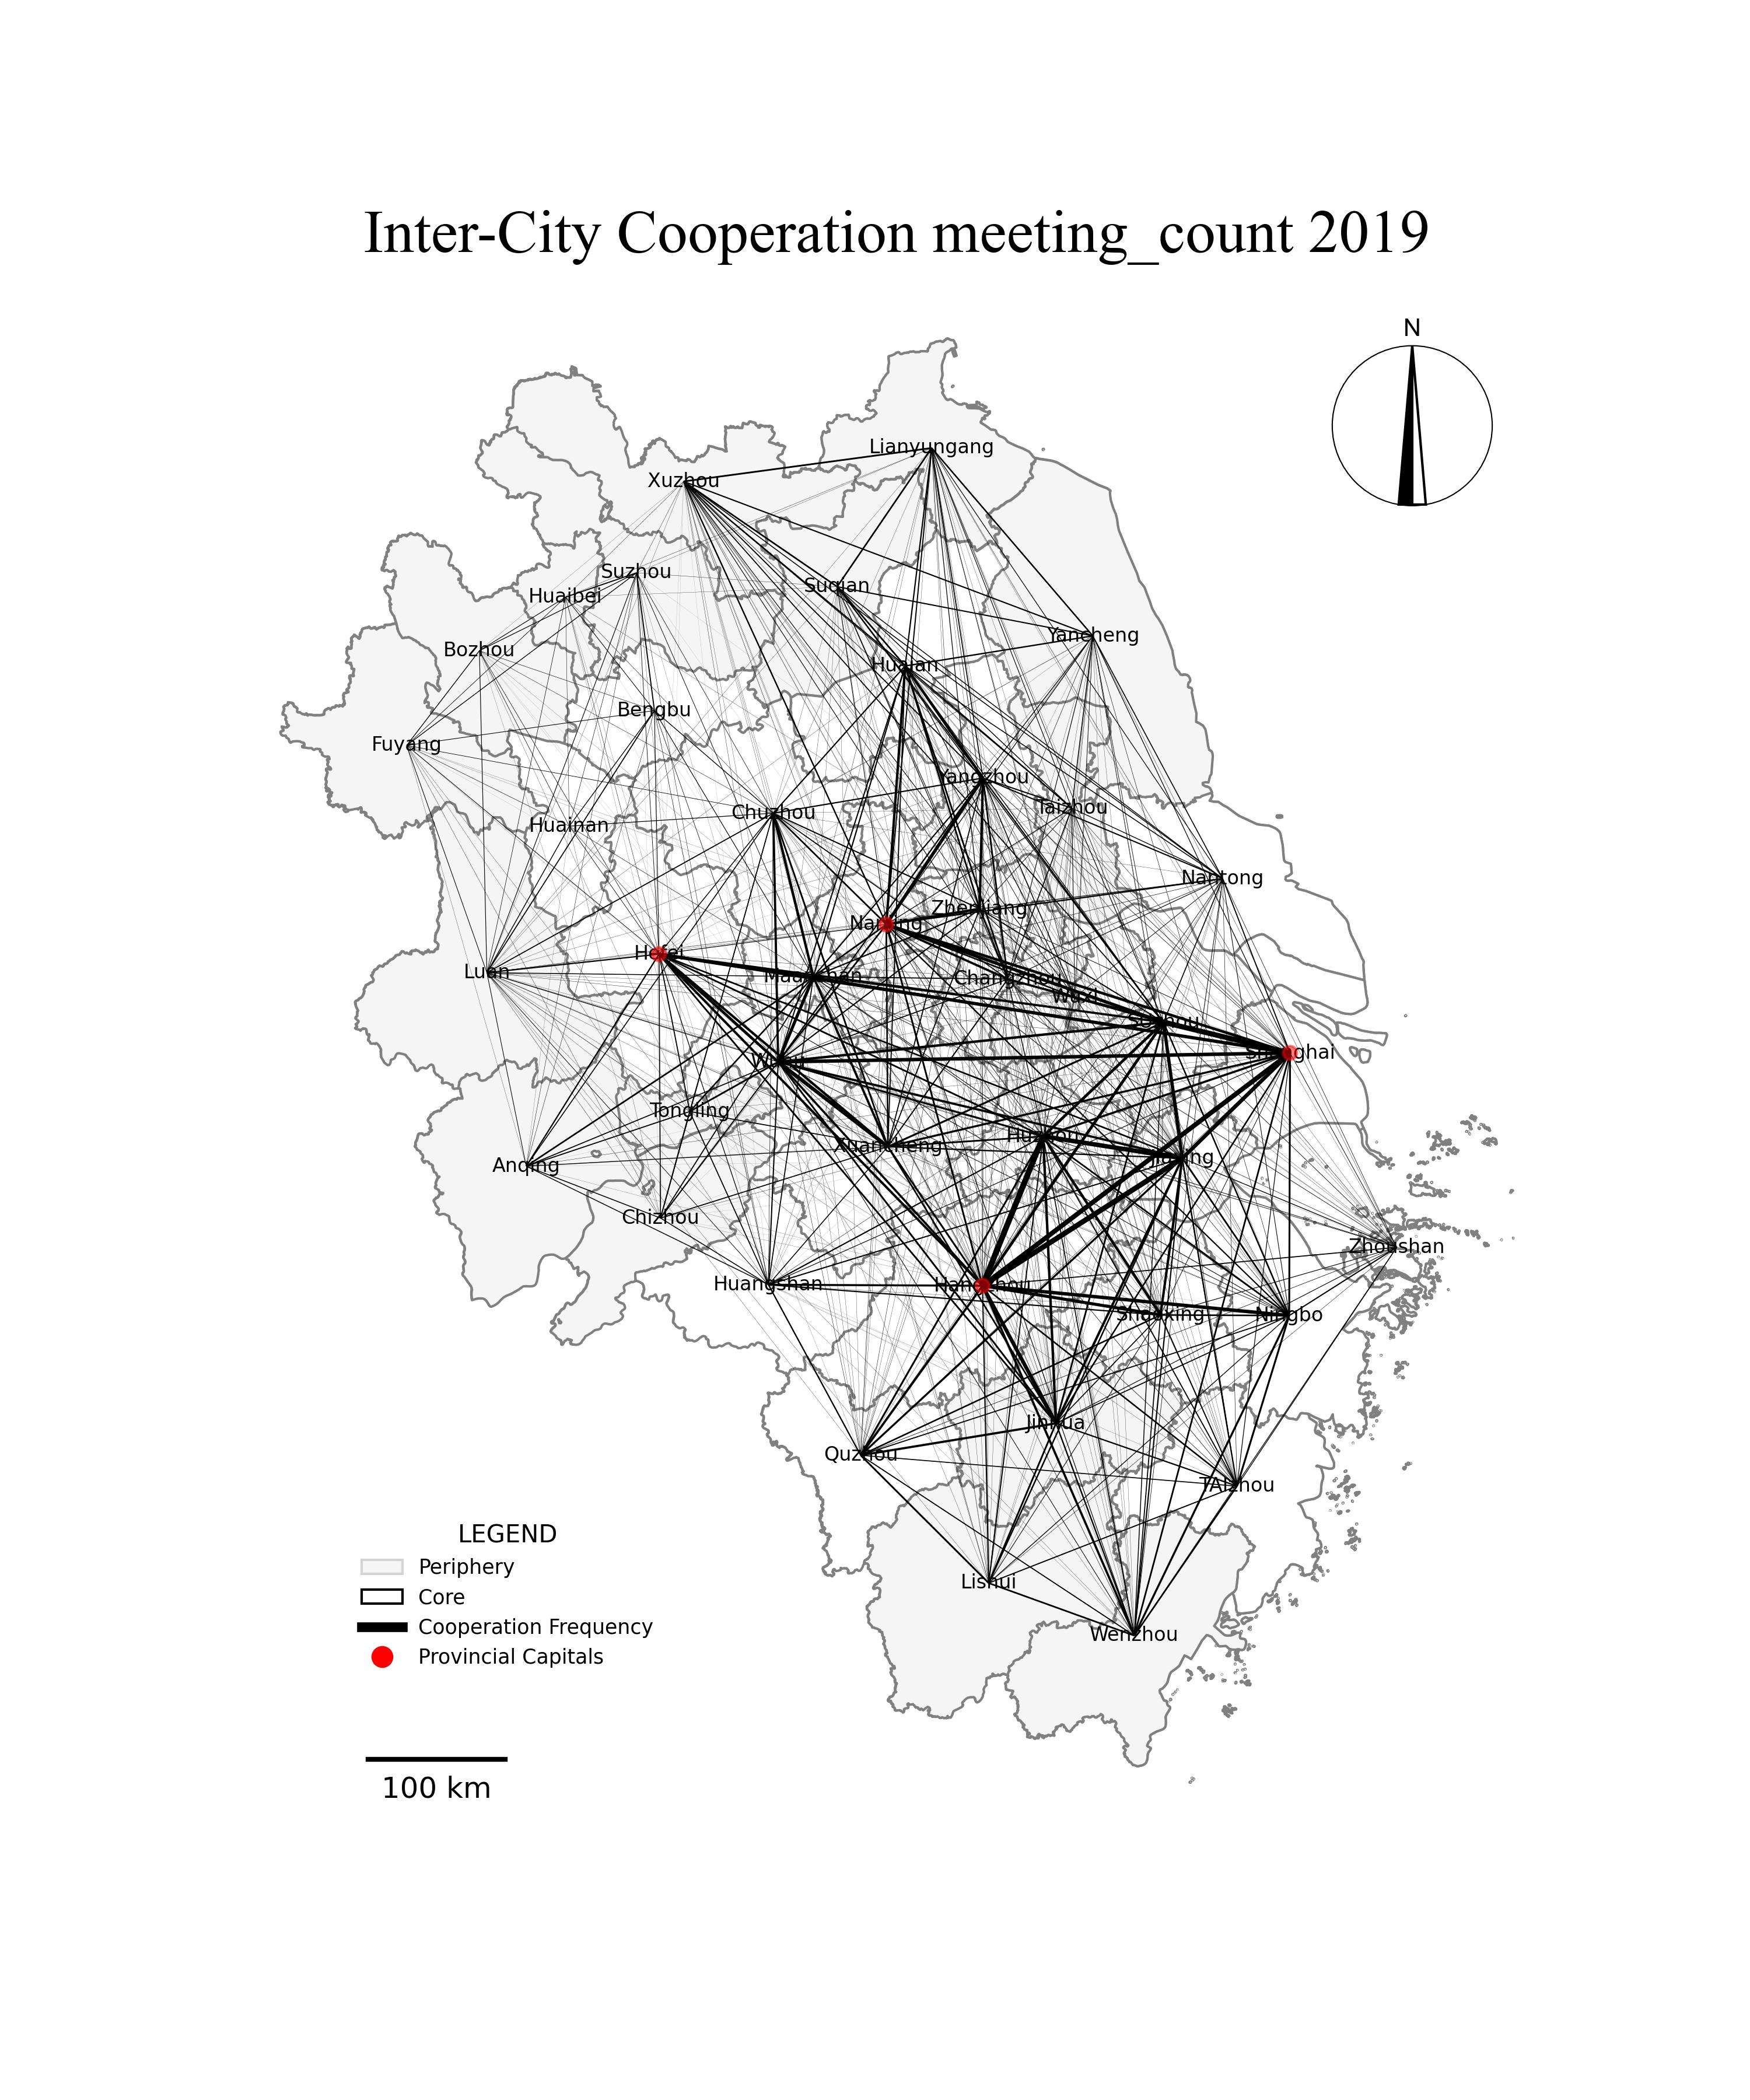 Inter-City Cooperation meeting_count 2019
N
Lianyungang
Xuzhou
Suzhou
Suqian
Huaibei
Yancheng
Bozhou
Huaian
Bengbu
Fuyang
Yangzhou
Taizhou
Chuzhou
Huainan
Nantong
Zhenjiang
Nanjing
Hefei
Luan
Maanshan
Changzhou
Wuxi
Suzhou
Shanghai
Wuhu
Tongling
Huzhou
Xuancheng
Jiaxing
Anqing
Chizhou
Zhoushan
Huangshan
Hangzhou
Shaoxing
Ningbo
Jinhua
Quzhou
TAIzhou
Lishui
Wenzhou
LEGEND
Periphery
Core
Cooperation Frequency
Provincial Capitals
100 km